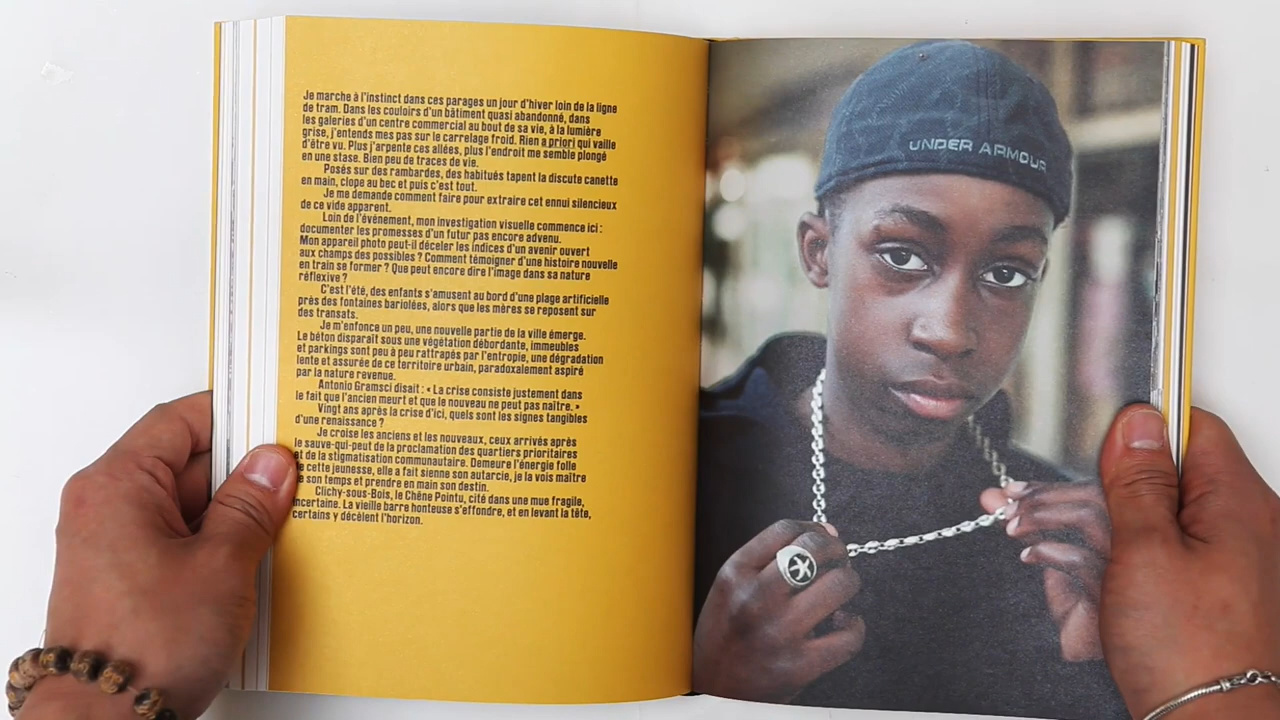 Je marche à l'instinct dans ces parages un jour d'hiver loin de la ligne
de tram. Dans les couloirs d'un bâtiment quasi abandonné, dans
les galeries d'un centre commercial au bout de sa vie, à la lumière
grise, j'entends mes pas sur le carrelage froid. Rien a priori qui vaille
d'être vu. Plus j'arpente ces allées, plus l'endroit me semble plongé
en une stase. Bien peu de traces de vie.
Posés sur des rambardes, des habitués tapent la discute canette
en main, clope au bec et puis c'est tout.
Je me demande comment faire pour extraire cet ennui silencieux
de ce vide apparent.
Loin de l'événement, mon investigation visuelle commence ici :
documenter les promesses d'un futur pas encore advenu.
Mon appareil photo peut-il déceler les indices d'un avenir ouvert
aux champs des possibles ? Comment témoigner d'une histoire nouvelle
en train se former ? Que peut encore dire l'image dans sa nature
réflexive ?
C'est l'été, des enfants s'amusent au bord d'une plage artificielle
près des fontaines bariolées, alors que les mères se reposent sur
des transats.
Je m'enfonce un peu, une nouvelle partie de la ville émerge.
Le béton disparaît sous une végétation débordante, immeubles
et parkings sont peu à peu rattrapés par l'entropie, une dégradation
lente et assurée de ce territoire urbain, paradoxalement aspiré
par la nature revenue.
Antonio Gramsci disait : « La crise consiste justement dans
le fait que l'ancien meurt et que le nouveau ne peut pas naître. »
Vingt ans après la crise d'ici, quels sont les signes tangibles
d'une renaissance ?
Je croise les anciens et les nouveaux, ceux arrivés après
le sauve-qui-peut de la proclamation des quartiers prioritaires
et de la stigmatisation communautaire. Demeure l'énergie folle
de cette jeunesse, elle a fait sienne son autarcie, je la vois maître
de son temps et prendre en main son destin.
Clichy-sous-Bois, le Chêne Pointu, cité dans une mue fragile,
incertaine. La vieille barre honteuse s'effondre, et en levant la tête,
certains y décèlent l'horizon.
UNDER ARMOUR